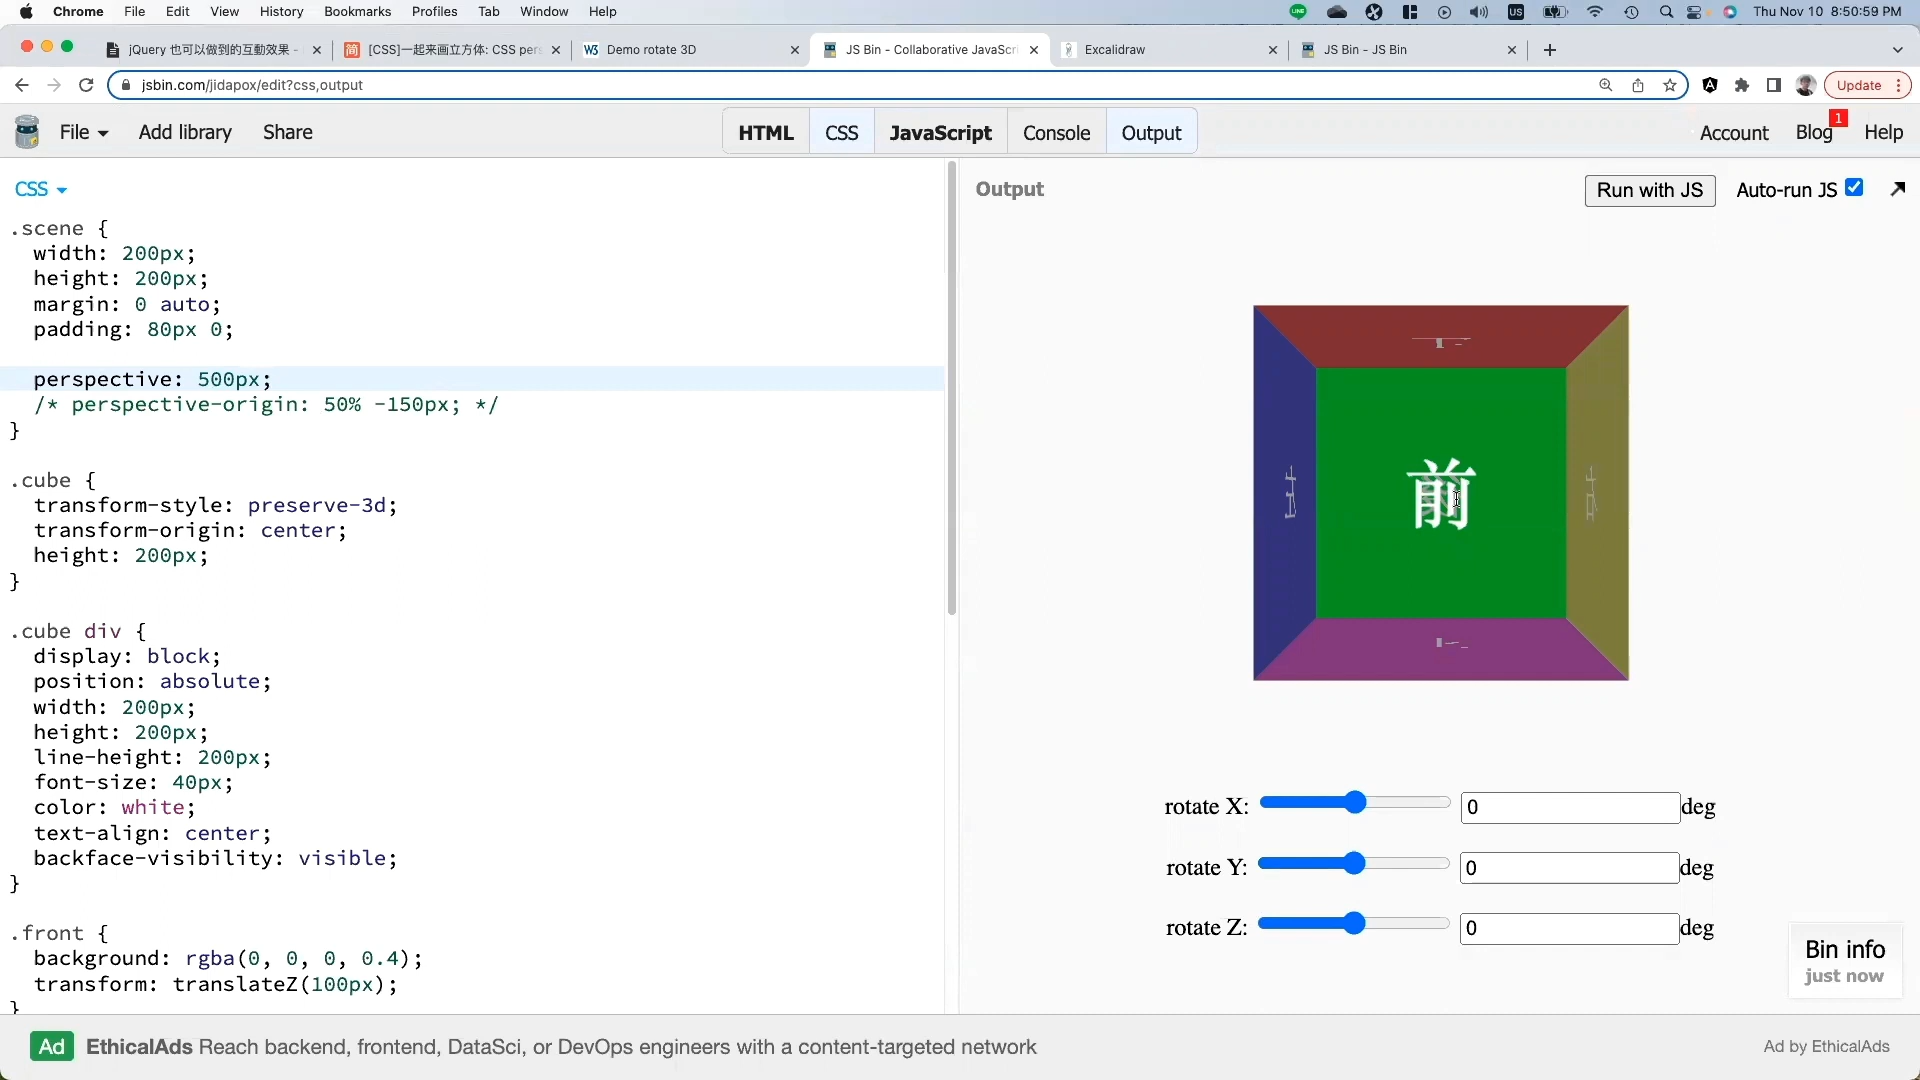 Chrome File Edit View History Bookmarks Profiles Tab Window Help US Thu Nov 10 8:50:59 PM
jQuery 也可以做到的互動效果 - [CSS]一起来画立方体: CSS pers W3 Demo rotate 3D JS Bin - Collaborative JavaScri Excalidraw JS Bin - JS Bin
jsbin.com/jidapox/edit?css,output Update
File Add library Share HTML CSS JavaScript Console Output Account Blog 1 Help
CSS
.scene {
width: 200px;
height: 200px;
margin: 0 auto;
padding: 80px 0;
perspective: 500px;
/* perspective-origin: 50% -150px; */
}
.cube {
transform-style: preserve-3d;
transform-origin: center;
height: 200px;
}
.cube div {
display: block;
position: absolute;
width: 200px;
height: 200px;
line-height: 200px;
font-size: 40px;
color: white;
text-align: center;
backface-visibility: visible;
}
.front {
background: rgba(0, 0, 0, 0.4);
transform: translateZ(100px);
}
Output Run with JS Auto-run JS
前
rotate X: 0 deg
rotate Y: 0 deg
rotate Z: 0 deg
Bin info
just now
Ad EthicalAds Reach backend, frontend, DataSci, or DevOps engineers with a content-targeted network Ad by EthicalAds